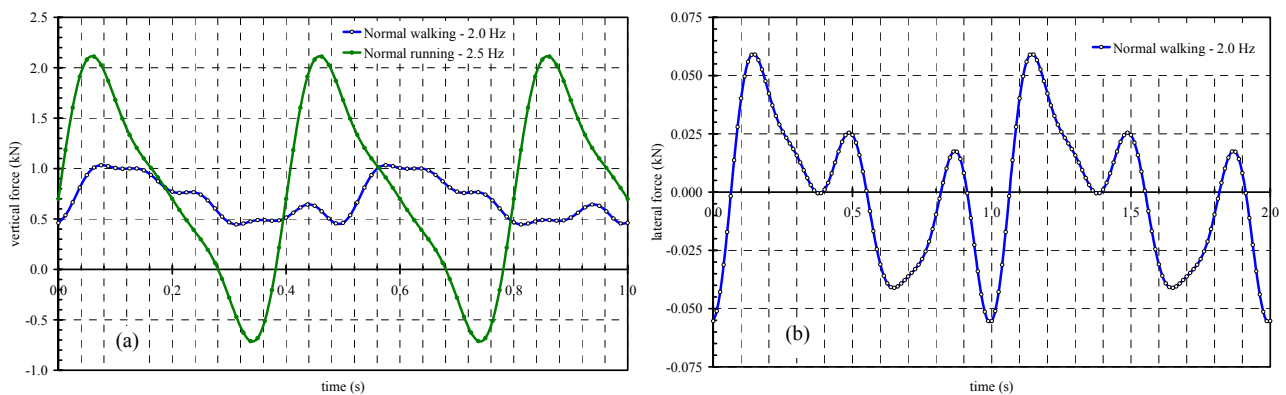 2.5
2.0
1.5
1.0
0.5
0.0
-0.5
-1.0
vertical force (kN)
Normal walking - 2.0 Hz
Normal running - 2.5 Hz
0.0 0.2 0.4 0.6 0.8 1.0
(a)
time (s)
0.075
0.050
0.025
0.000
-0.025
-0.050
-0.075
lateral force (kN)
Normal walking - 2.0 Hz
0.0 0.5 1.0 1.5 2.0
(b)
time (s)